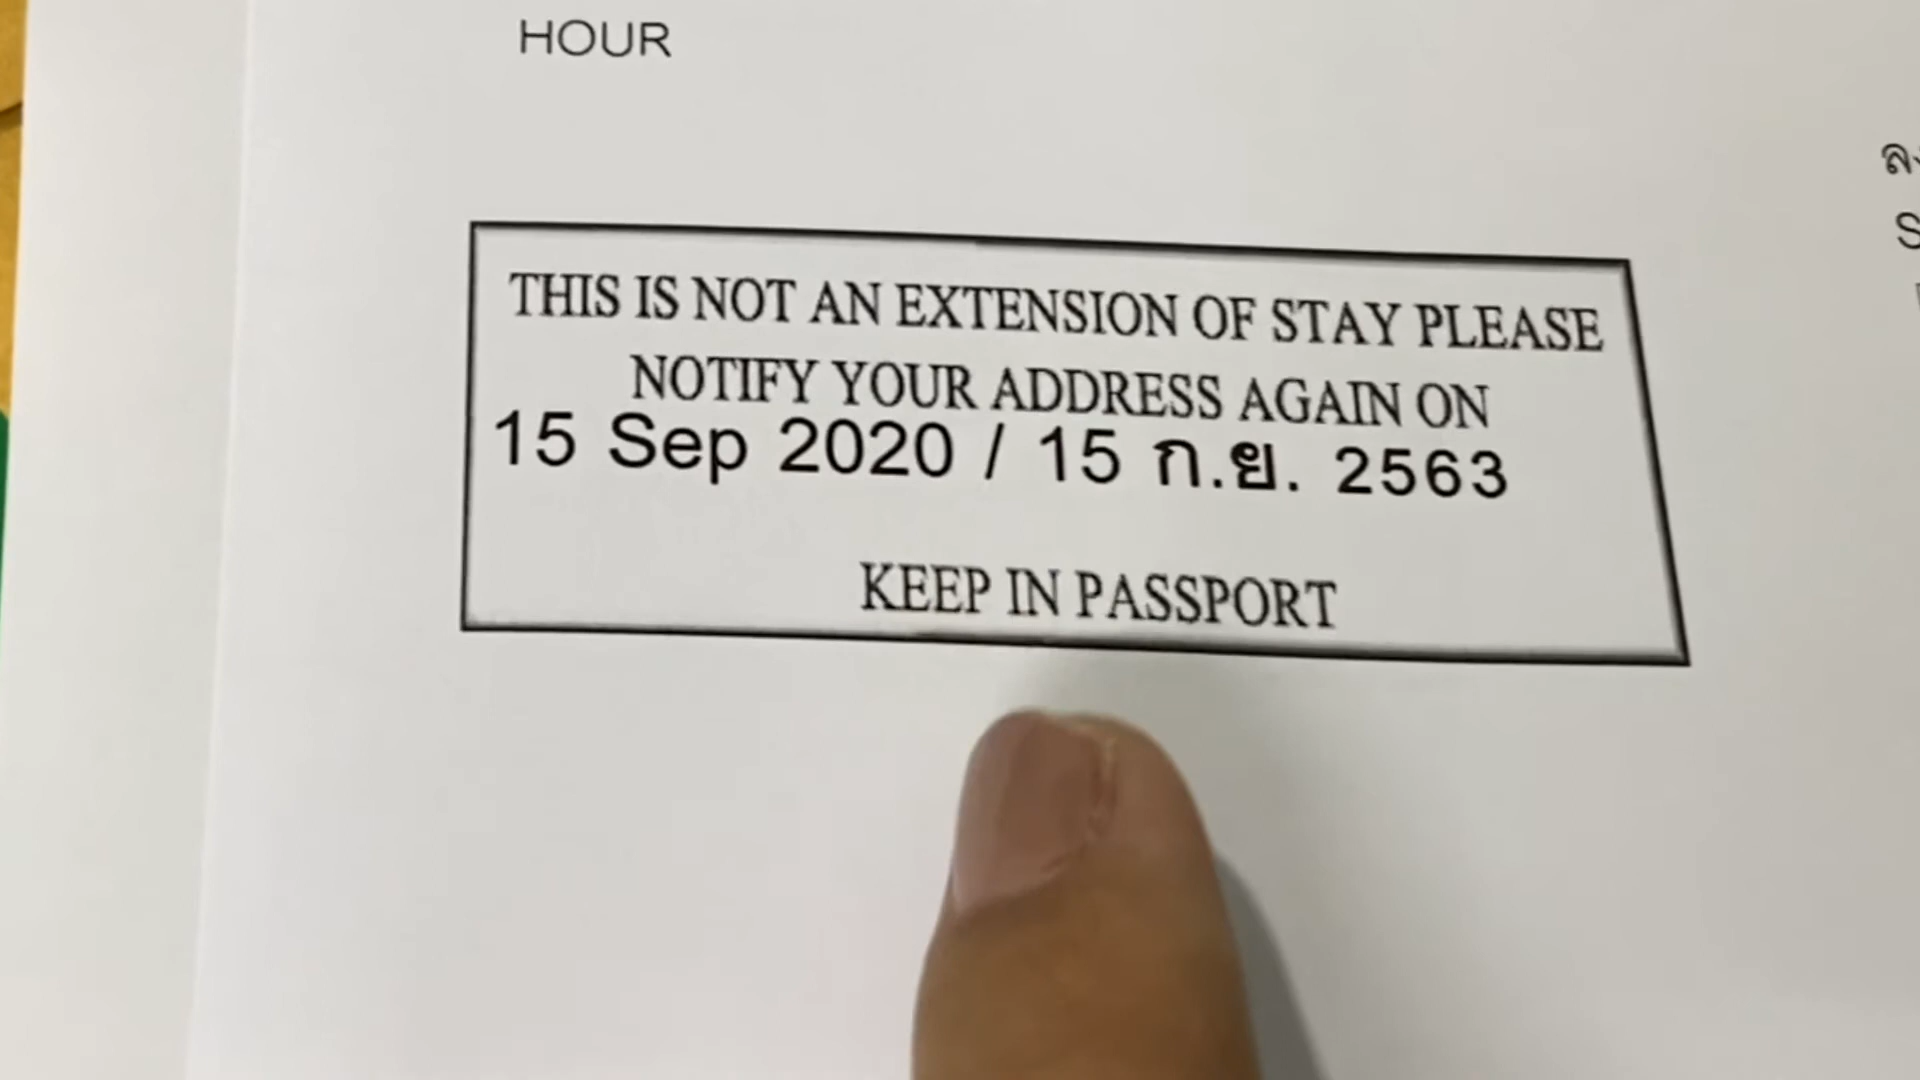 HOUR
THIS IS NOT AN EXTENSION OF STAY PLEASE
NOTIFY YOUR ADDRESS AGAIN ON
15 Sep 2020 / 15 ก.ย. 2563
KEEP IN PASSPORT